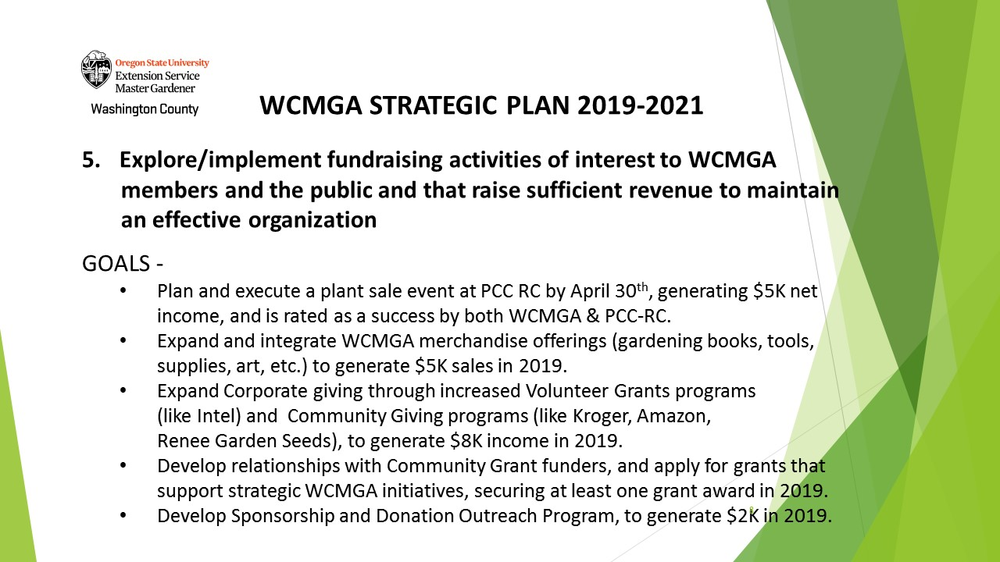 Oregon State University
Extension Service
Master Gardener
Washington County
WCMGA STRATEGIC PLAN 2019-2021
5. Explore/implement fundraising activities of interest to WCMGA
members and the public and that raise sufficient revenue to maintain
an effective organization
GOALS -
• Plan and execute a plant sale event at PCC RC by April 30th, generating $5K net
income, and is rated as a success by both WCMGA & PCC-RC.
• Expand and integrate WCMGA merchandise offerings (gardening books, tools,
supplies, art, etc.) to generate $5K sales in 2019.
• Expand Corporate giving through increased Volunteer Grants programs
(like Intel) and  Community Giving programs (like Kroger, Amazon,
Renee Garden Seeds), to generate $8K income in 2019.
• Develop relationships with Community Grant funders, and apply for grants that
support strategic WCMGA initiatives, securing at least one grant award in 2019.
• Develop Sponsorship and Donation Outreach Program, to generate $2K in 2019.